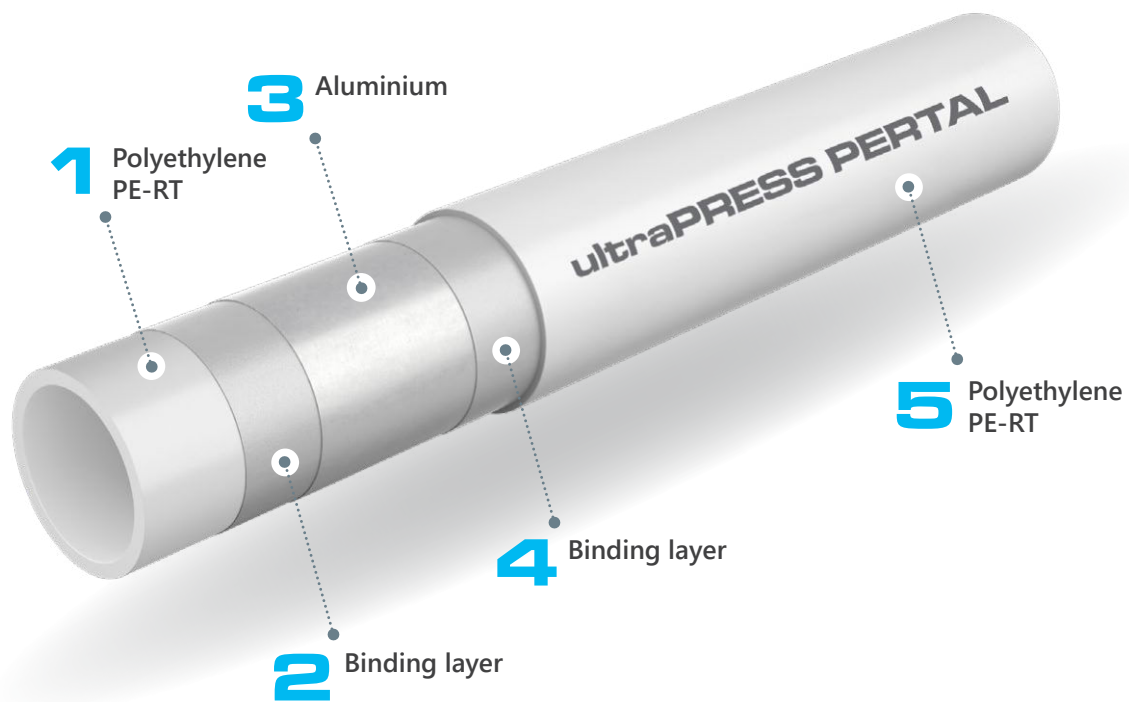 3 Aluminium
1 Polyethylene
PE-RT
ultraPRESS PERTAL
5 Polyethylene
PE-RT
4 Binding layer
2 Binding layer